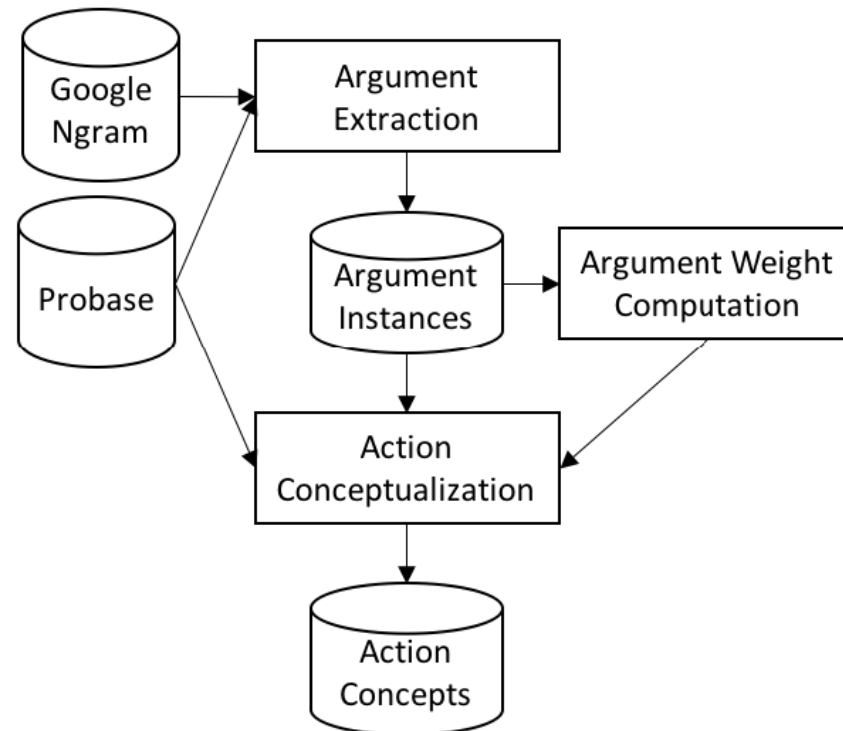 Google
Ngram
Argument
Extraction
Probase
Argument
Instances
Argument Weight
Computation
Action
Conceptualization
Action
Concepts